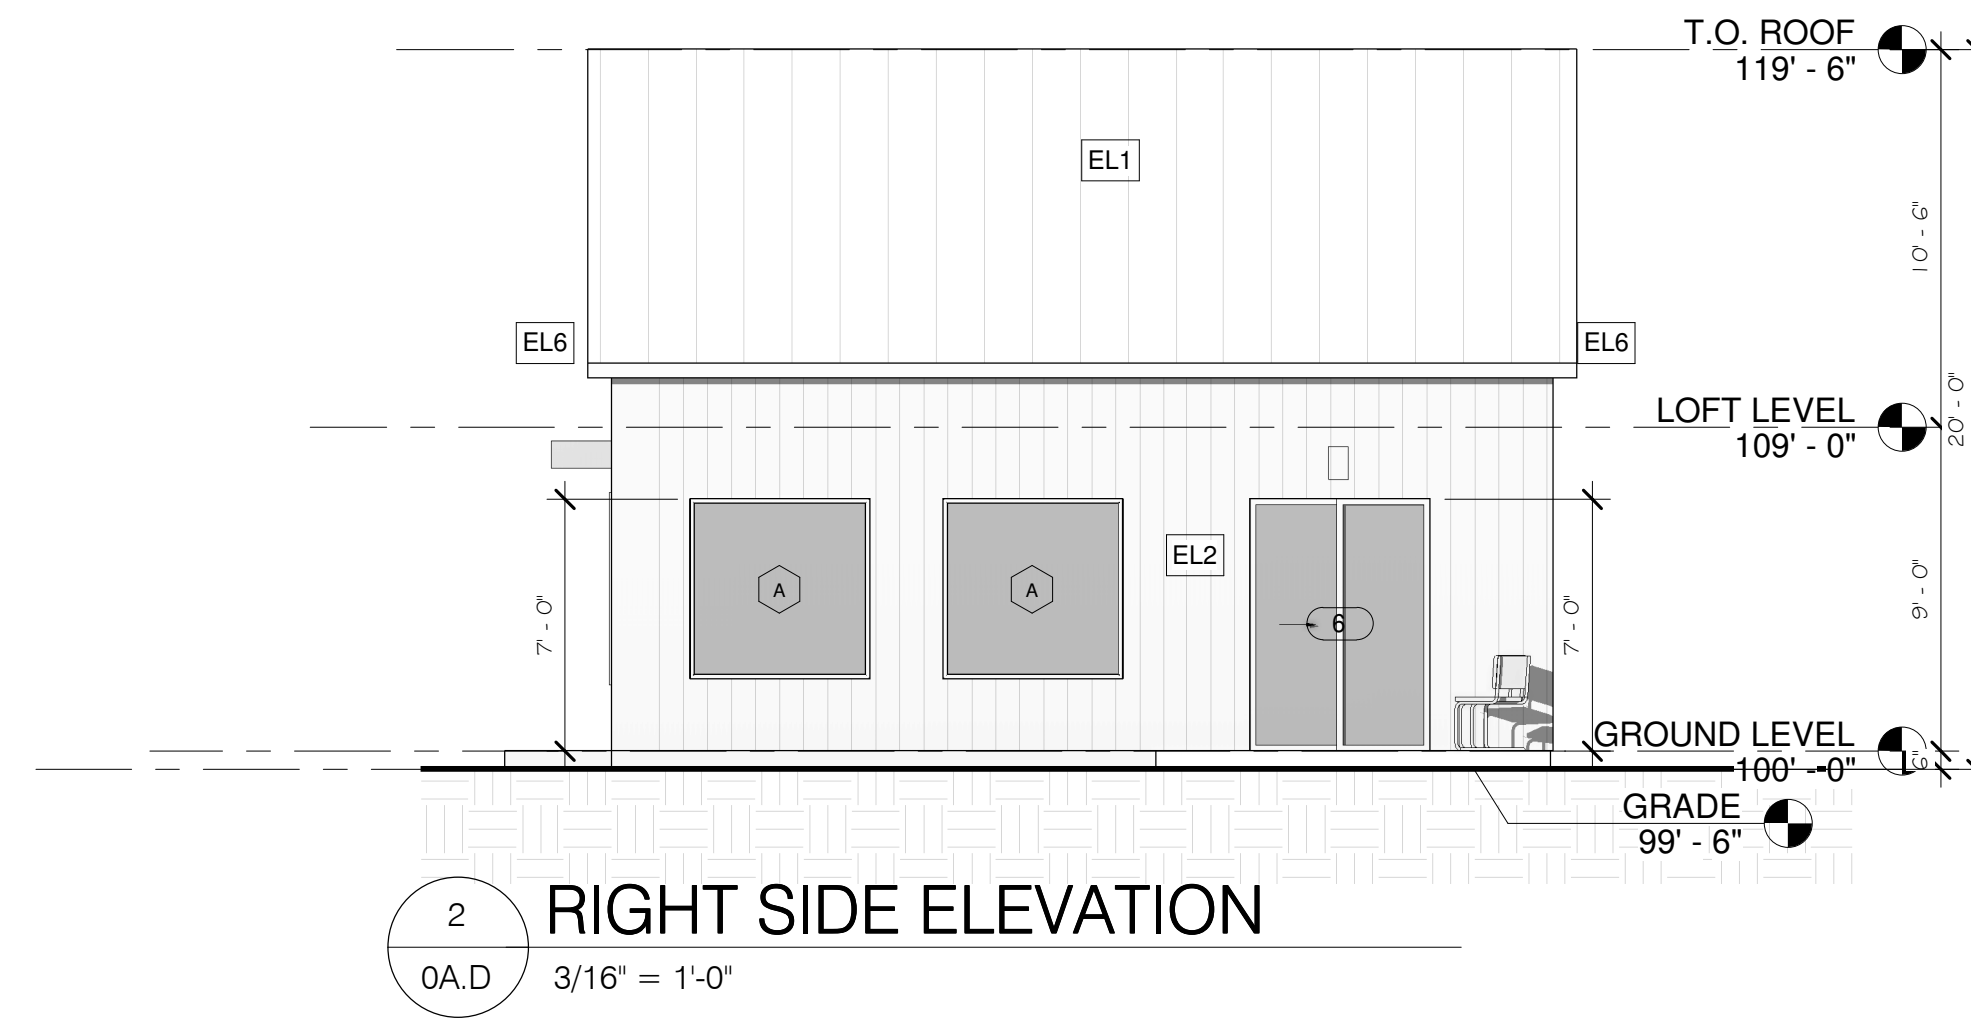 T.O. ROOF
119' - 6"
EL1
10' - 6"
EL6
EL6
20' - 0"
LOFT LEVEL
109' - 0"
EL2
A
A
6
7' - 0"
7' - 0"
9' - 0"
GROUND LEVEL
100' - 0"
6"
GRADE
99' - 6"
2
RIGHT SIDE ELEVATION
0A.D
3/16" = 1'-0"